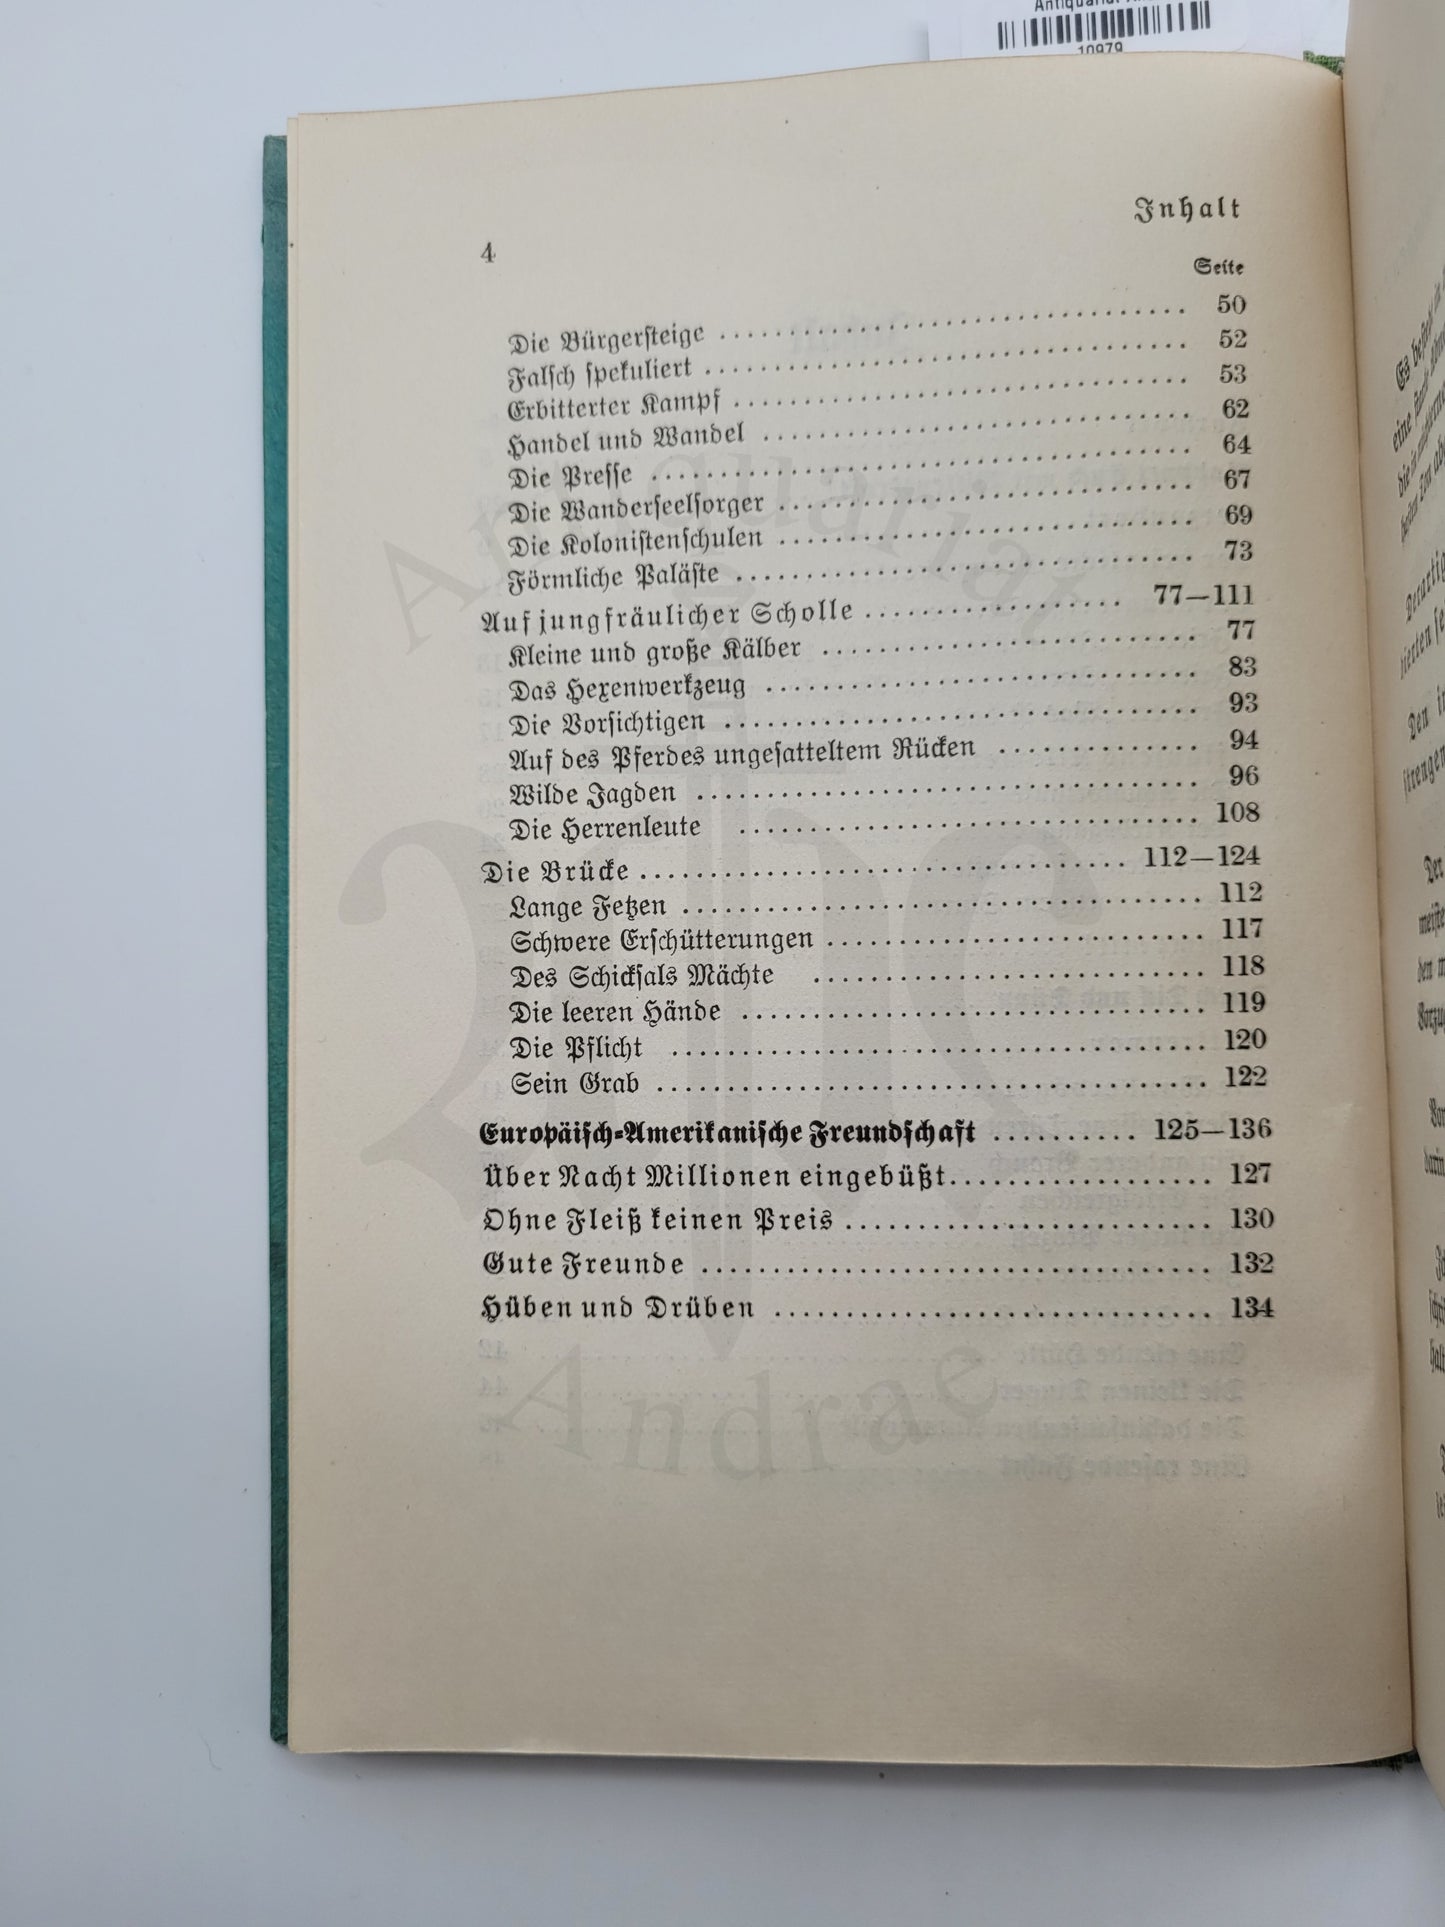 10979
Inhalt
4
Seite
Die Bürgersteige 50
Falsch spekuliert 52
Erbitterter Kampf 53
Handel und Wandel 62
Die Presse 64
Die Wanderseelsorger 67
Die Kolonistenschulen 69
Förmliche Paläste 73
Auf jungfräulicher Scholle 77—111
Kleine und große Kälber 77
Das Hexenwerkzeug 83
Die Vorsichtigen 93
Auf des Pferdes ungesatteltem Rücken 94
Wilde Jagden 96
Die Herrenleute 108
Die Brücke 112—124
Lange Fetzen 112
Schwere Erschütterungen 117
Des Schicksals Mächte 118
Die leeren Hände 119
Die Pflicht 120
Sein Grab 122
Europäisch-Amerikanische Freundschaft 125—136
Über Nacht Millionen eingebüßt 127
Ohne Fleiß keinen Preis 130
Gute Freunde 132
Hüben und Drüben 134
Antiquariat
Andrae